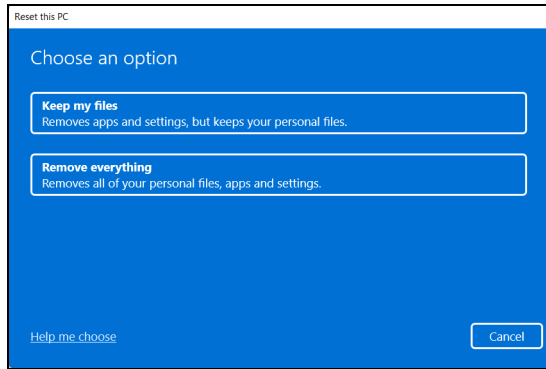 Reset this PC
Choose an option
Keep my files
Removes apps and settings, but keeps your personal files.
Remove everything
Removes all of your personal files, apps and settings.
Help me choose
Cancel